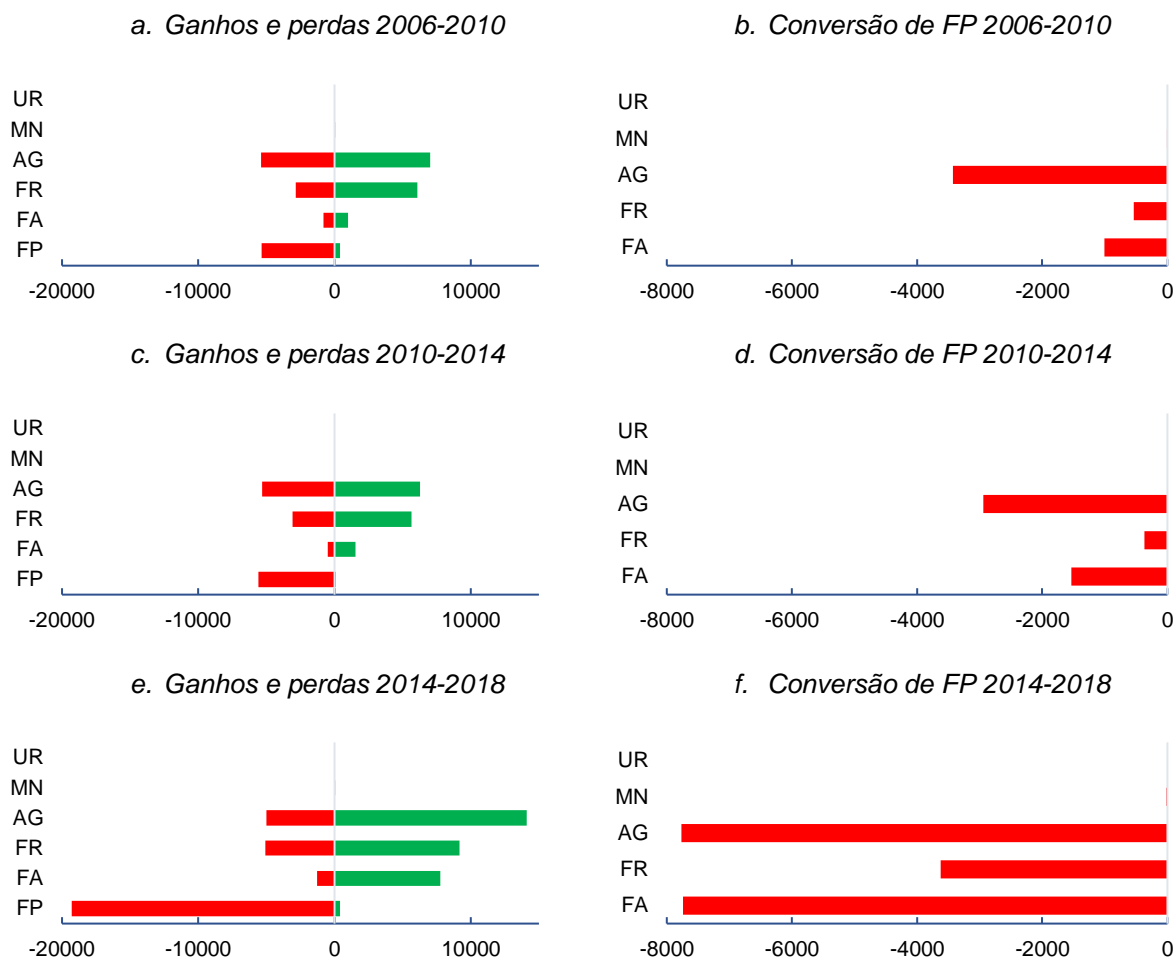 a. Ganhos e perdas 2006-2010
UR
MN
AG
FR
FA
FP
-20000 -10000 0 10000
b. Conversão de FP 2006-2010
UR
MN
AG
FR
FA
-8000 -6000 -4000 -2000 0
c. Ganhos e perdas 2010-2014
UR
MN
AG
FR
FA
FP
-20000 -10000 0 10000
d. Conversão de FP 2010-2014
UR
MN
AG
FR
FA
-8000 -6000 -4000 -2000 0
e. Ganhos e perdas 2014-2018
UR
MN
AG
FR
FA
FP
-20000 -10000 0 10000
f. Conversão de FP 2014-2018
UR
MN
AG
FR
FA
-8000 -6000 -4000 -2000 0